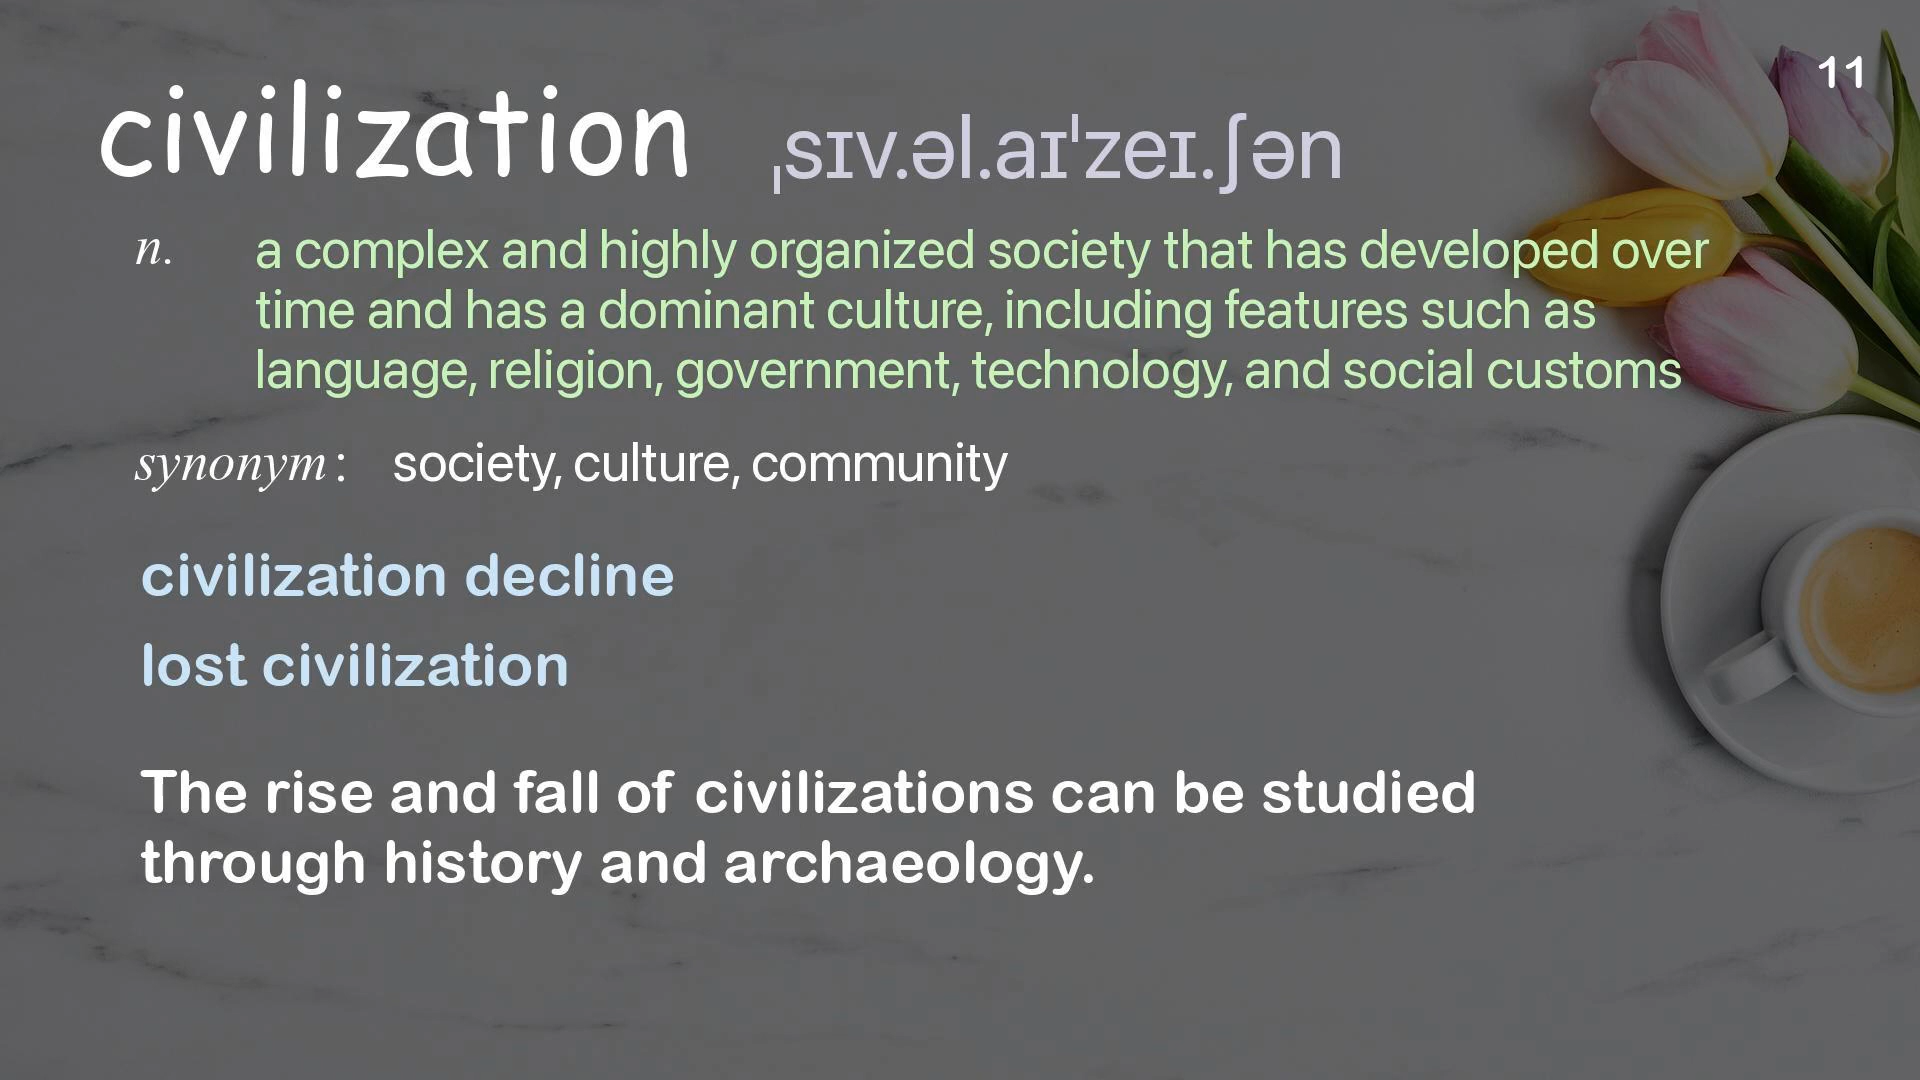 11
civilization ˌsɪv.əl.aɪˈzeɪ.ʃən
n. a complex and highly organized society that has developed over
time and has a dominant culture, including features such as
language, religion, government, technology, and social customs
synonym : society, culture, community
civilization decline
lost civilization
The rise and fall of civilizations can be studied
through history and archaeology.